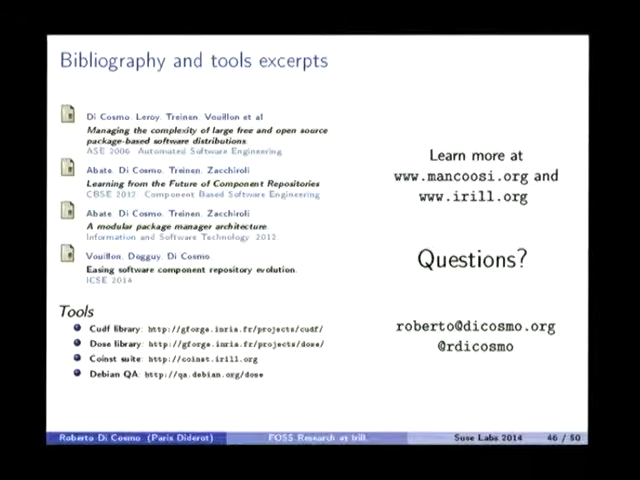 Bibliography and tools excerpts
Di Cosmo, Leroy, Treinen, Vouillon et al
Managing the complexity of large free and open source
package-based software distributions.
ASE 2006 Automated Software Engineering
Abate, Di Cosmo, Treinen, Zacchiroli
Learning from the Future of Component Repositories
CBSE 2012 Component Based Software Engineering
Abate, Di Cosmo, Treinen, Zacchiroli
A modular package manager architecture.
Information and Software Technology 2012
Vouillon, Dogguy, Di Cosmo
Easing software component repository evolution.
ICSE 2014
Tools
Cudf library: http://gforge.inria.fr/projects/cudf/
Dose library: http://gforge.inria.fr/projects/dose/
Coinst suite: http://coinst.irill.org
Debian QA: http://qa.debian.org/dose
Learn more at
www.mancoosi.org and
www.irill.org
Questions?
roberto@dicosmo.org
@rdicosmo
Roberto Di Cosmo (Paris Diderot) FOSS Research at Irill. Suse Labs 2014 46 / 50